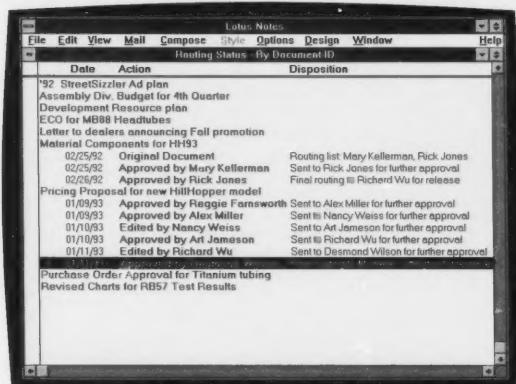 Lotus Notes
File Edit View Mail Compose Style Options Design Window Help
Routing Status - By Document ID
Date Action Disposition
'92 StreetSizzler Ad plan
Assembly Div. Budget for 4th Quarter
Development Resource plan
ECO for MB88 Headtubes
Letter to dealers announcing Fall promotion
Material Components for HH93
02/25/92 Original Document Routing list: Mary Kellerman, Rick Jones
02/25/92 Approved by Mary Kellerman Sent to Rick Jones for further approval
02/26/92 Approved by Rick Jones Final routing to Richard Wu for release
Pricing Proposal for new HillHopper model
01/09/93 Approved by Reggie Farnsworth Sent to Alex Miller for further approval
01/09/93 Approved by Alex Miller Sent to Nancy Weiss for further approval
01/10/93 Edited by Nancy Weiss Sent to Art Jameson for further approval
01/10/93 Approved by Art Jameson Sent to Richard Wu for further approval
01/11/93 Edited by Richard Wu Sent to Desmond Wilson for further approval
Purchase Order Approval for Titanium tubing
Revised Charts for RB57 Test Results